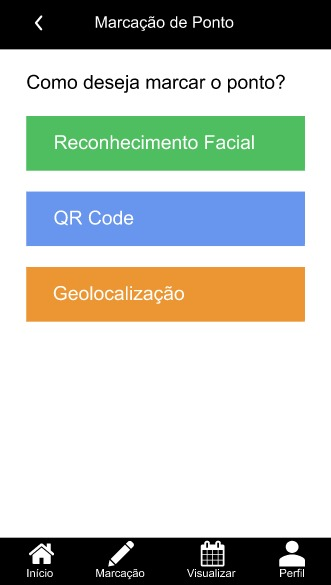 Marcação de Ponto
Como deseja marcar o ponto?
Reconhecimento Facial
QR Code
Geolocalização
Início
Marcação
Visualizar
Perfil